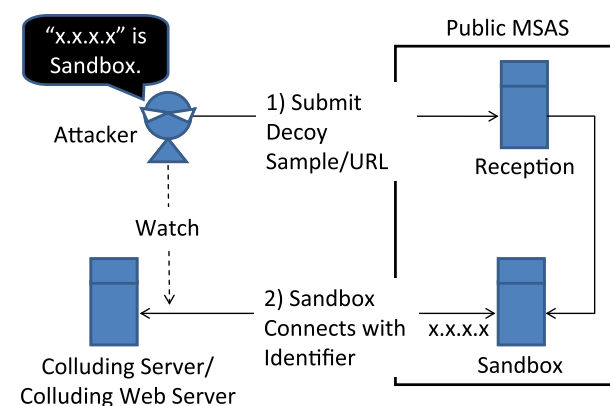 “x.x.x.x” is
Sandbox.
Public MSAS
Attacker
1) Submit
Decoy
Sample/URL
Reception
Watch
2) Sandbox
Connects with
Identifier
x.x.x.x
Sandbox
Colluding Server/
Colluding Web Server